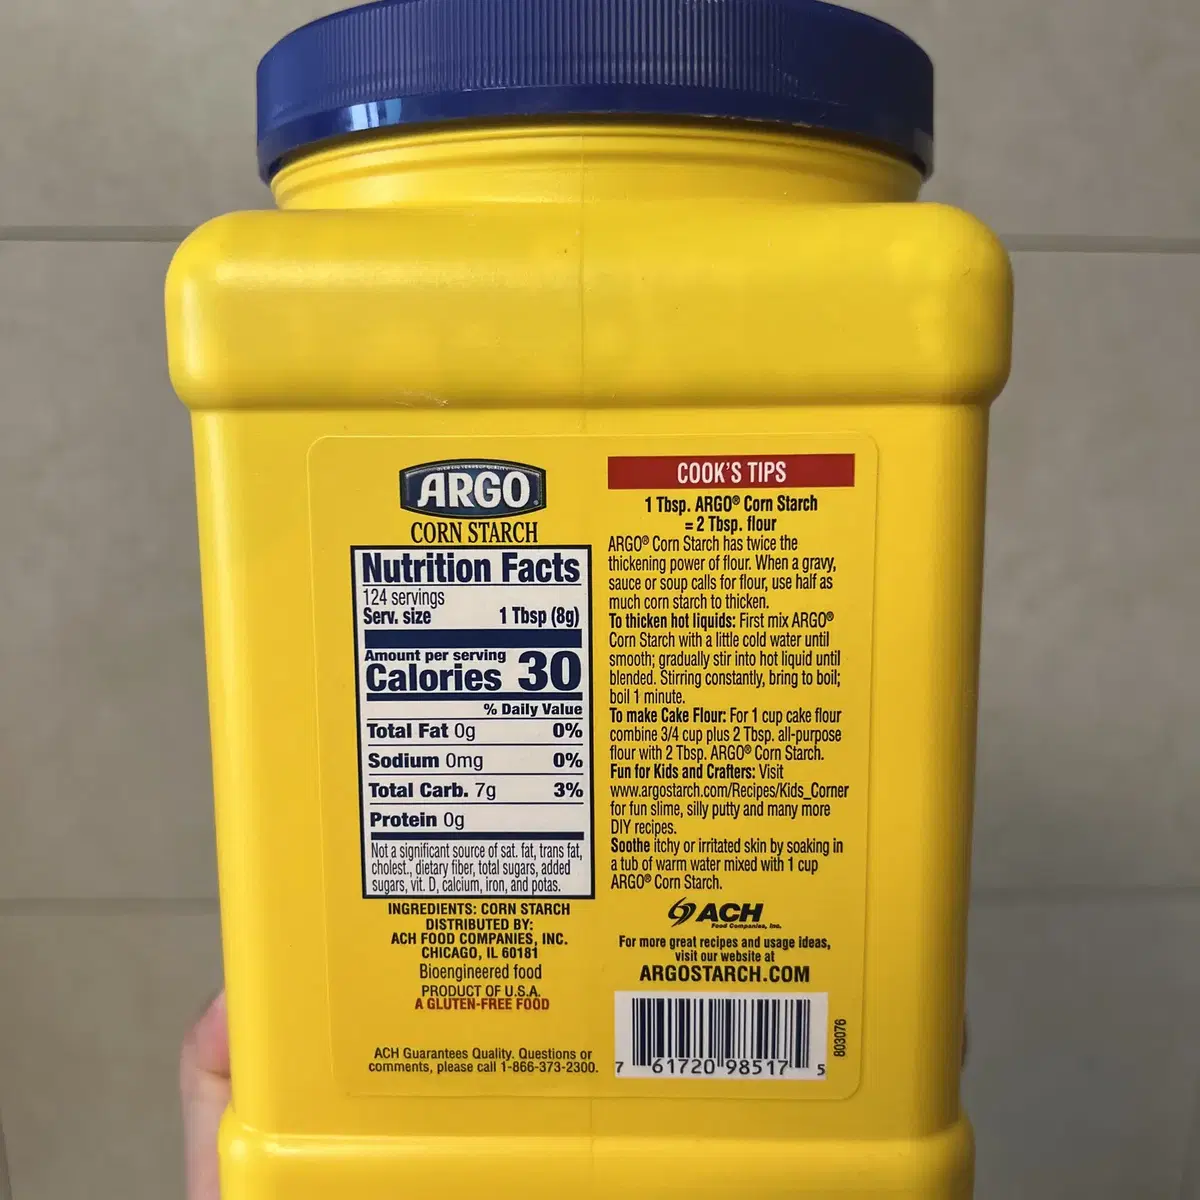 ARGO®
CORN STARCH
Nutrition Facts
124 servings
Serv. size 1 Tbsp (8g)
Amount per serving
Calories 30
% Daily Value
Total Fat 0g 0%
Sodium 0mg 0%
Total Carb. 7g 3%
Protein 0g
Not a significant source of sat. fat, trans fat,
cholest., dietary fiber, total sugars, added
sugars, vit. D, calcium, iron, and potas.
INGREDIENTS: CORN STARCH
DISTRIBUTED BY:
ACH FOOD COMPANIES, INC.
CHICAGO, IL 60181
Bioengineered food
PRODUCT OF U.S.A.
A GLUTEN-FREE FOOD
ACH Guarantees Quality. Questions or
comments, please call 1-866-373-2300.
COOK'S TIPS
1 Tbsp. ARGO® Corn Starch
= 2 Tbsp. flour
ARGO® Corn Starch has twice the
thickening power of flour. When a gravy,
sauce or soup calls for flour, use half as
much corn starch to thicken.
To thicken hot liquids: First mix ARGO®
Corn Starch with a little cold water until
smooth; gradually stir into hot liquid until
blended. Stirring constantly, bring to boil;
boil 1 minute.
To make Cake Flour: For 1 cup cake flour
combine 3/4 cup plus 2 Tbsp. all-purpose
flour with 2 Tbsp. ARGO® Corn Starch.
Fun for Kids and Crafters: Visit
www.argostarch.com/Recipes/Kids_Corner
for fun slime, silly putty and many more
DIY recipes.
Soothe itchy or irritated skin by soaking in
a tub of warm water mixed with 1 cup
ARGO® Corn Starch.
ACH
Food Companies, Inc.
For more great recipes and usage ideas,
visit our website at
ARGOSTARCH.COM
7 61720 98517 5
803076